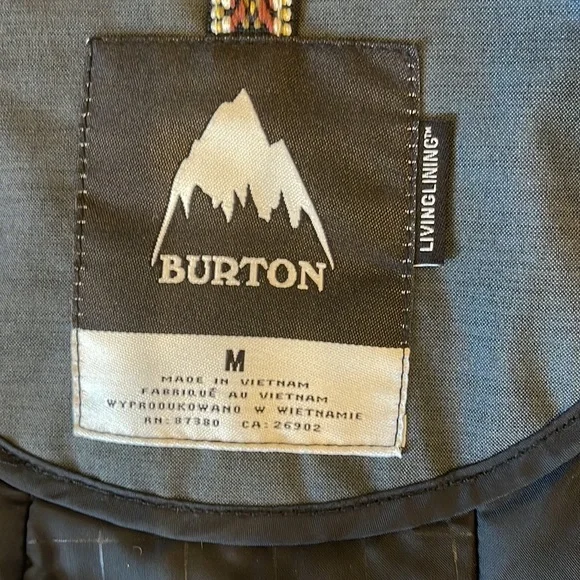 BURTON
LIVINGLINING™
M
MADE IN VIETNAM
FABRIQUÉ AU VIETNAM
WYPRODUKOWANO W WIETNAMIE
RN: 87380 CA: 26902